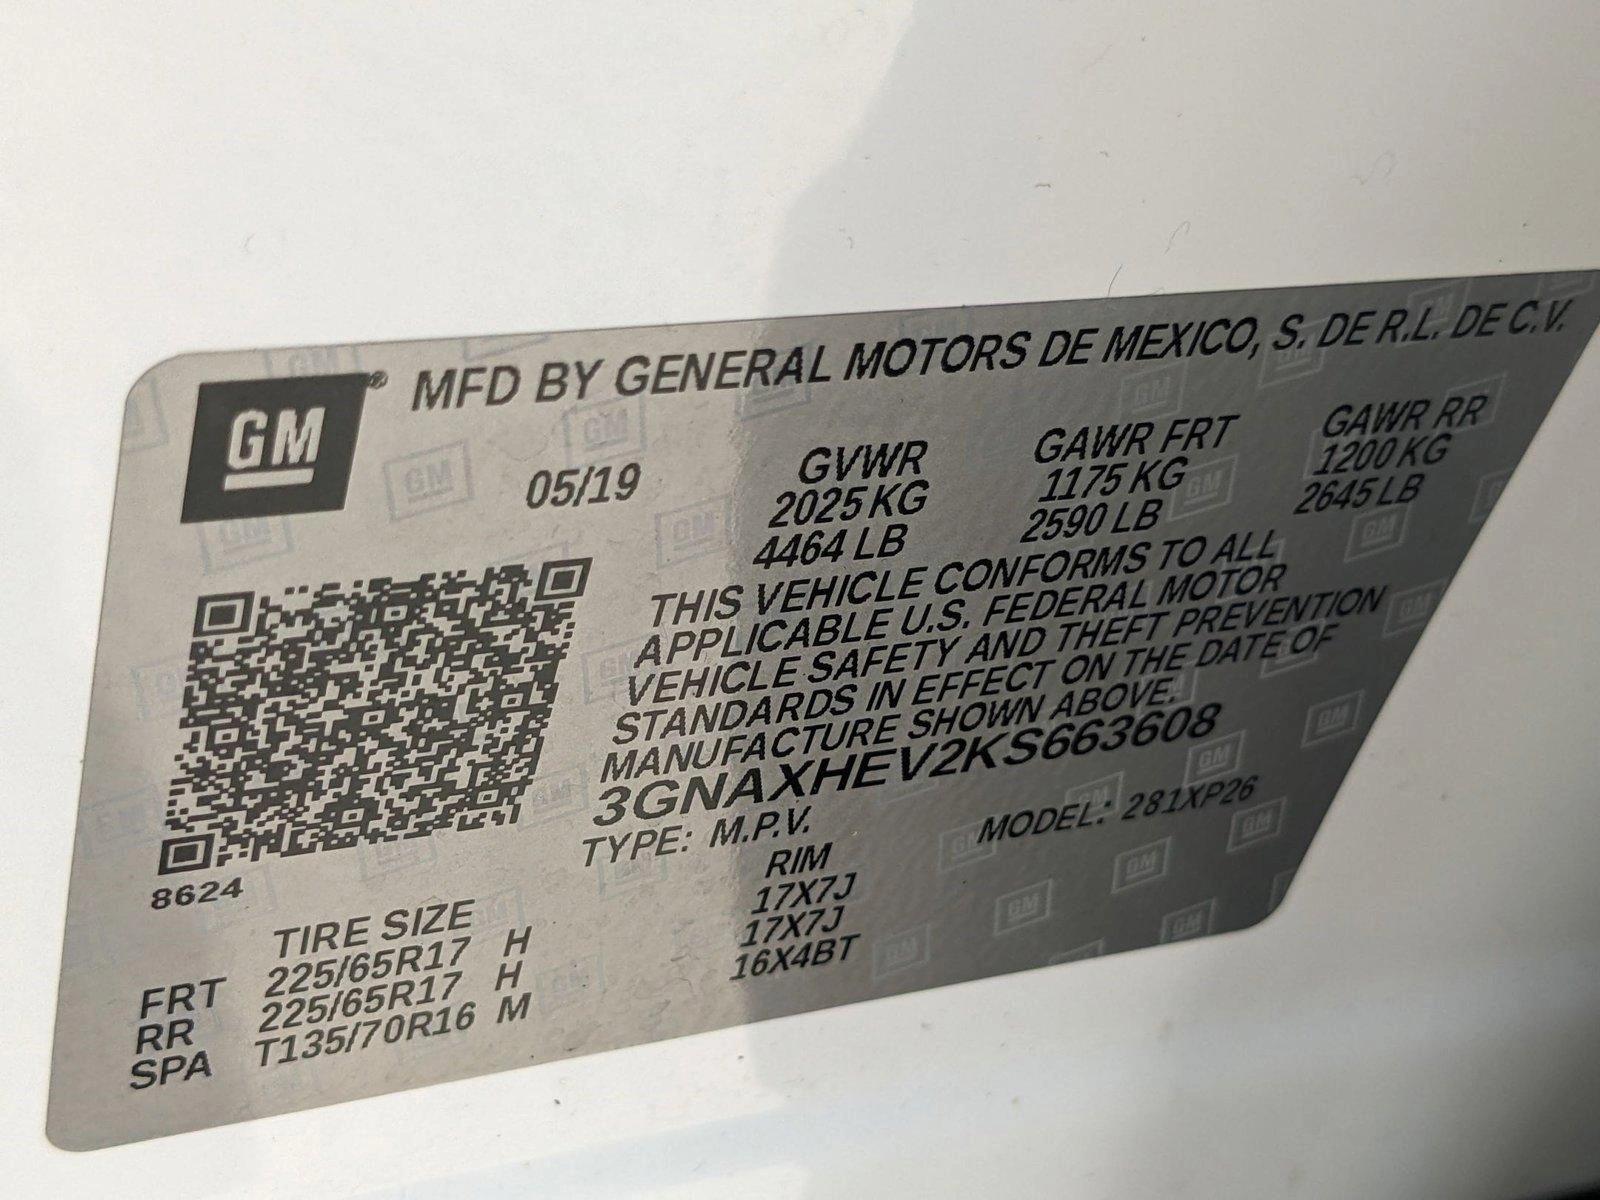 GM® MFD BY GENERAL MOTORS DE MEXICO, S. DE R.L. DE C.V.
05/19 GVWR GAWR FRT GAWR RR
2025 KG 1175 KG 1200 KG
4464 LB 2590 LB 2645 LB
THIS VEHICLE CONFORMS TO ALL
APPLICABLE U.S. FEDERAL MOTOR
VEHICLE SAFETY AND THEFT PREVENTION
STANDARDS IN EFFECT ON THE DATE OF
MANUFACTURE SHOWN ABOVE.
3GNAXHEV2KS663608
TYPE: M.P.V. MODEL: 281XP26
8624
TIRE SIZE RIM
FRT 225/65R17 H 17X7J
RR 225/65R17 H 17X7J
SPA T135/70R16 M 16X4BT